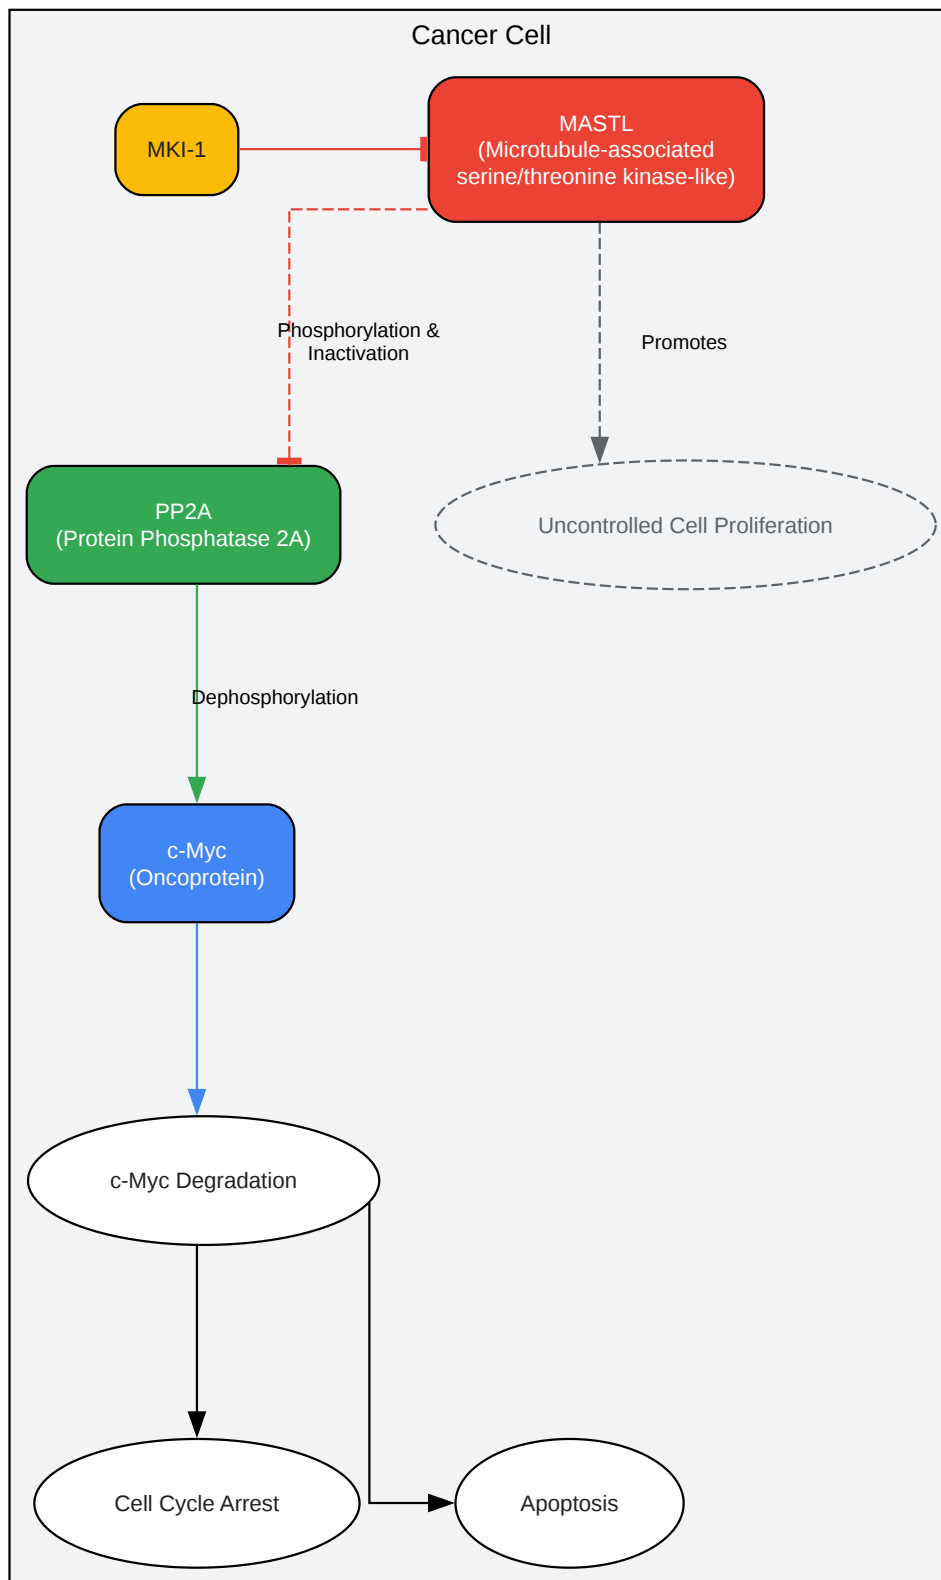 Cancer Cell
MKI-1
MASTL
(Microtubule-associated
serine/threonine kinase-like)
Phosphorylation &
Inactivation
Promotes
PP2A
(Protein Phosphatase 2A)
Uncontrolled Cell Proliferation
Dephosphorylation
c-Myc
(Oncoprotein)
c-Myc Degradation
Cell Cycle Arrest
Apoptosis